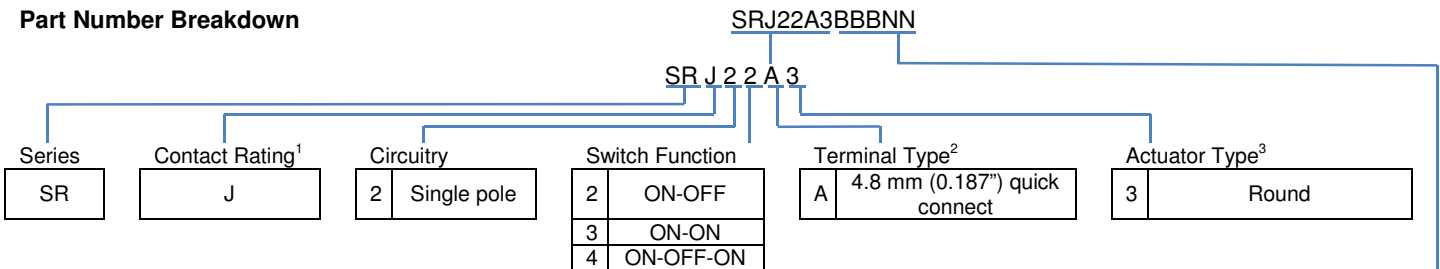 Part Number Breakdown
SRJ22A3BBBNN
SR J 2 2 A 3
Series
Contact Rating¹
Circuitry
Switch Function
Terminal Type²
Actuator Type³
SR
J
2 Single pole
2 ON-OFF
3 ON-ON
4 ON-OFF-ON
A 4.8 mm (0.187”) quick
connect
3 Round